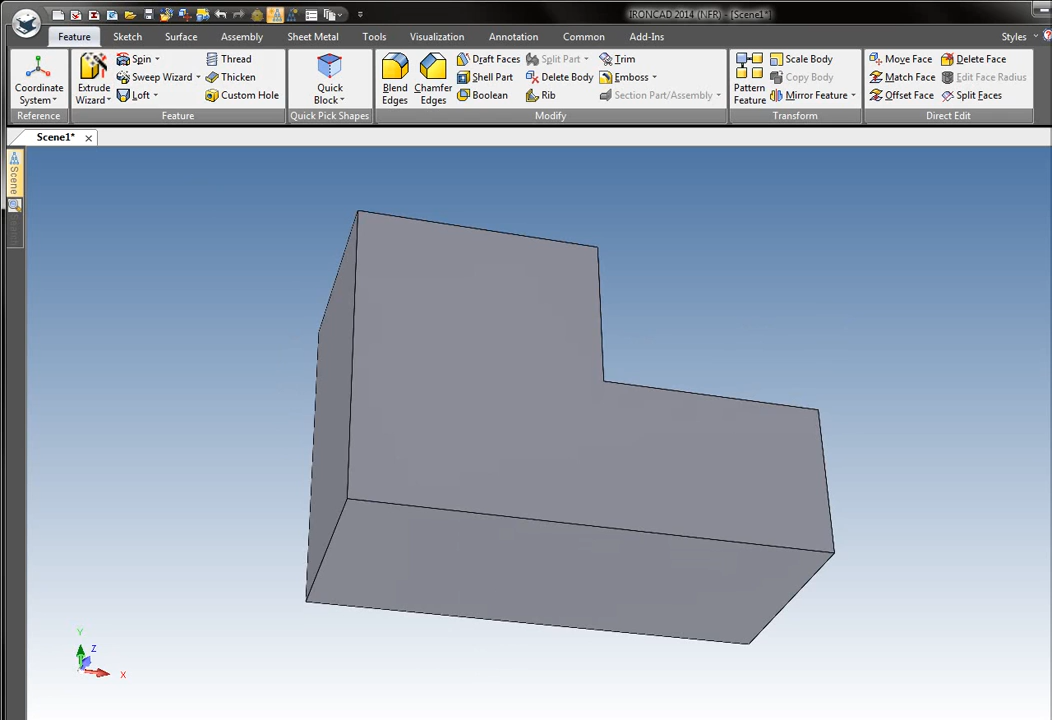 IRONCAD 2014 (NFR) - [Scene1*]
Feature Sketch Surface Assembly Sheet Metal Tools Visualization Annotation Common Add-Ins Styles
Spin Thread Draft Faces Split Part Trim Scale Body Move Face Delete Face
Sweep Wizard Thicken Shell Part Delete Body Emboss Copy Body Match Face Edit Face Radius
Coordinate System Extrude Wizard Loft Custom Hole Quick Block Blend Edges Chamfer Edges Boolean Rib Section Part/Assembly Pattern Feature Mirror Feature Offset Face Split Faces
Reference Feature Quick Pick Shapes Modify Transform Direct Edit
Scene1*
Scene
Y
Z
X